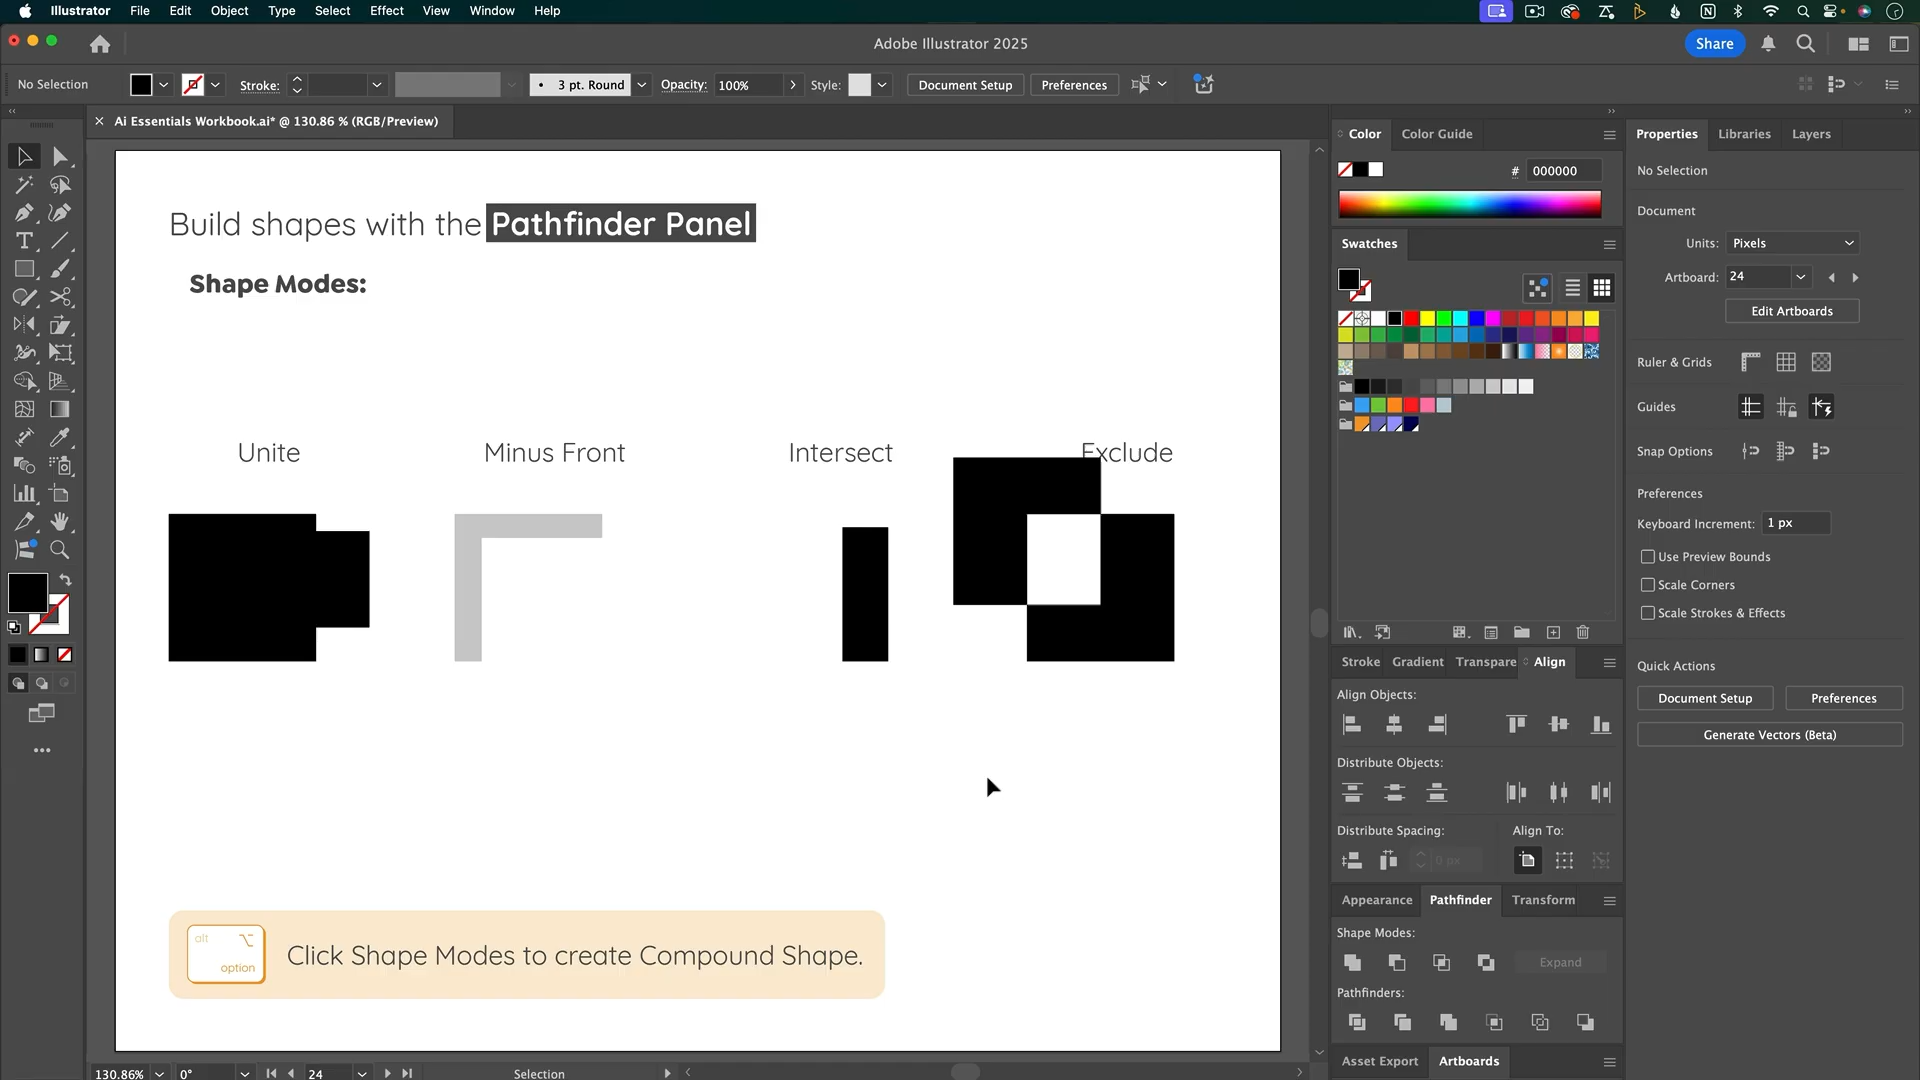 Illustrator File Edit Object Type Select Effect View Window Help
Adobe Illustrator 2025
Share
No Selection
Stroke:
3 pt. Round
Opacity: 100%
Style:
Document Setup
Preferences
Ai Essentials Workbook.ai* @ 130.86 % (RGB/Preview)
Build shapes with the Pathfinder Panel
Shape Modes:
Unite
Minus Front
Intersect
Exclude
alt
option
Click Shape Modes to create Compound Shape.
130.86%
0°
24
Selection
Color
Color Guide
# 000000
Swatches
Stroke
Gradient
Transpare
Align
Align Objects:
Distribute Objects:
Distribute Spacing:
Align To:
0 px
Appearance
Pathfinder
Transform
Shape Modes:
Expand
Pathfinders:
Asset Export
Artboards
Properties
Libraries
Layers
No Selection
Document
Units: Pixels
Artboard: 24
Edit Artboards
Ruler & Grids
Guides
Snap Options
Preferences
Keyboard Increment: 1 px
Use Preview Bounds
Scale Corners
Scale Strokes & Effects
Quick Actions
Document Setup
Preferences
Generate Vectors (Beta)